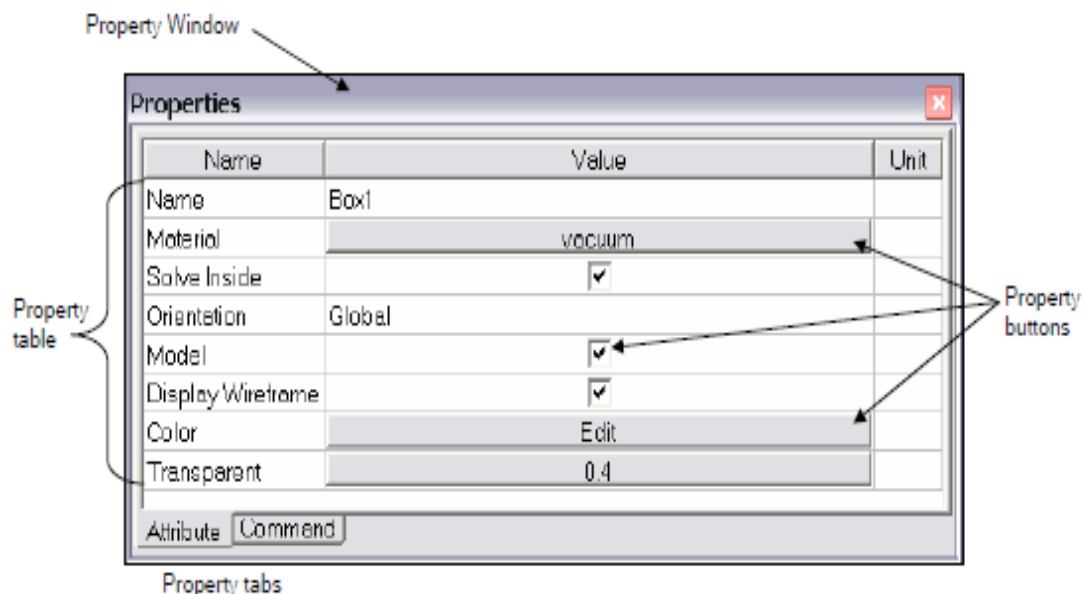 Property Window
Properties
Name Value Unit
Name Box1
Material vacuum
Solve Inside
Orientation Global
Model
Display Wireframe
Color Edit
Transparent 0.4
Attribute Command
Property table
Property buttons
Property tabs